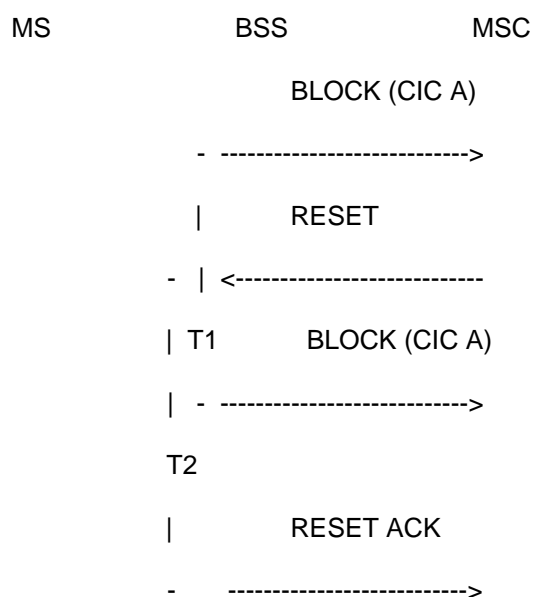 MS BSS MSC
BLOCK (CIC A)
- --------------------------->
| RESET
- | <----------------------------
| T1 BLOCK (CIC A)
| - ---------------------------->
T2
| RESET ACK
- --------------------------->